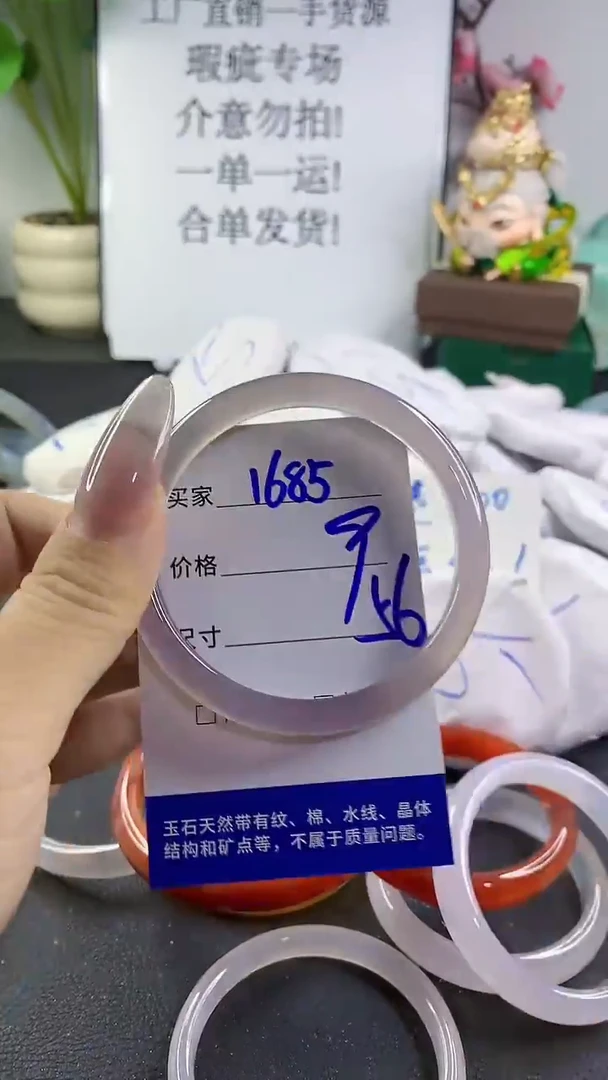 工厂直销一手货源
瑕疵专场
介意勿拍!
一单一运!
合单发货!
买家 1685
价格
尺寸 56
玉石天然带有纹、棉、水线、晶体
结构和矿点等，不属于质量问题。